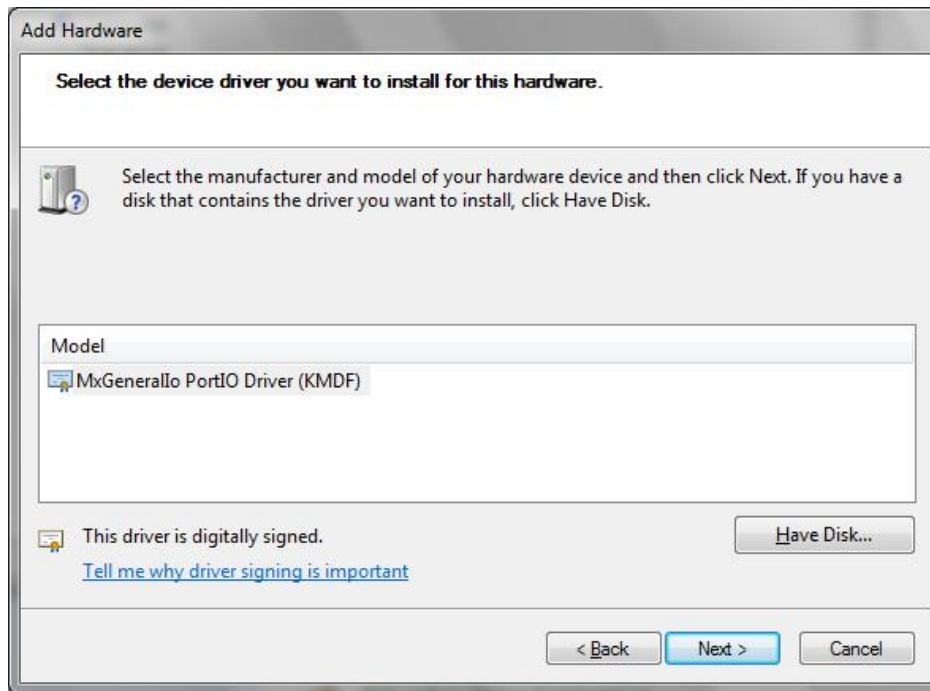 Add Hardware
Select the device driver you want to install for this hardware.
Select the manufacturer and model of your hardware device and then click Next. If you have a
disk that contains the driver you want to install, click Have Disk.
Model
MxGeneralIo PortIO Driver (KMDF)
This driver is digitally signed.
Have Disk...
Tell me why driver signing is important
< Back
Next >
Cancel